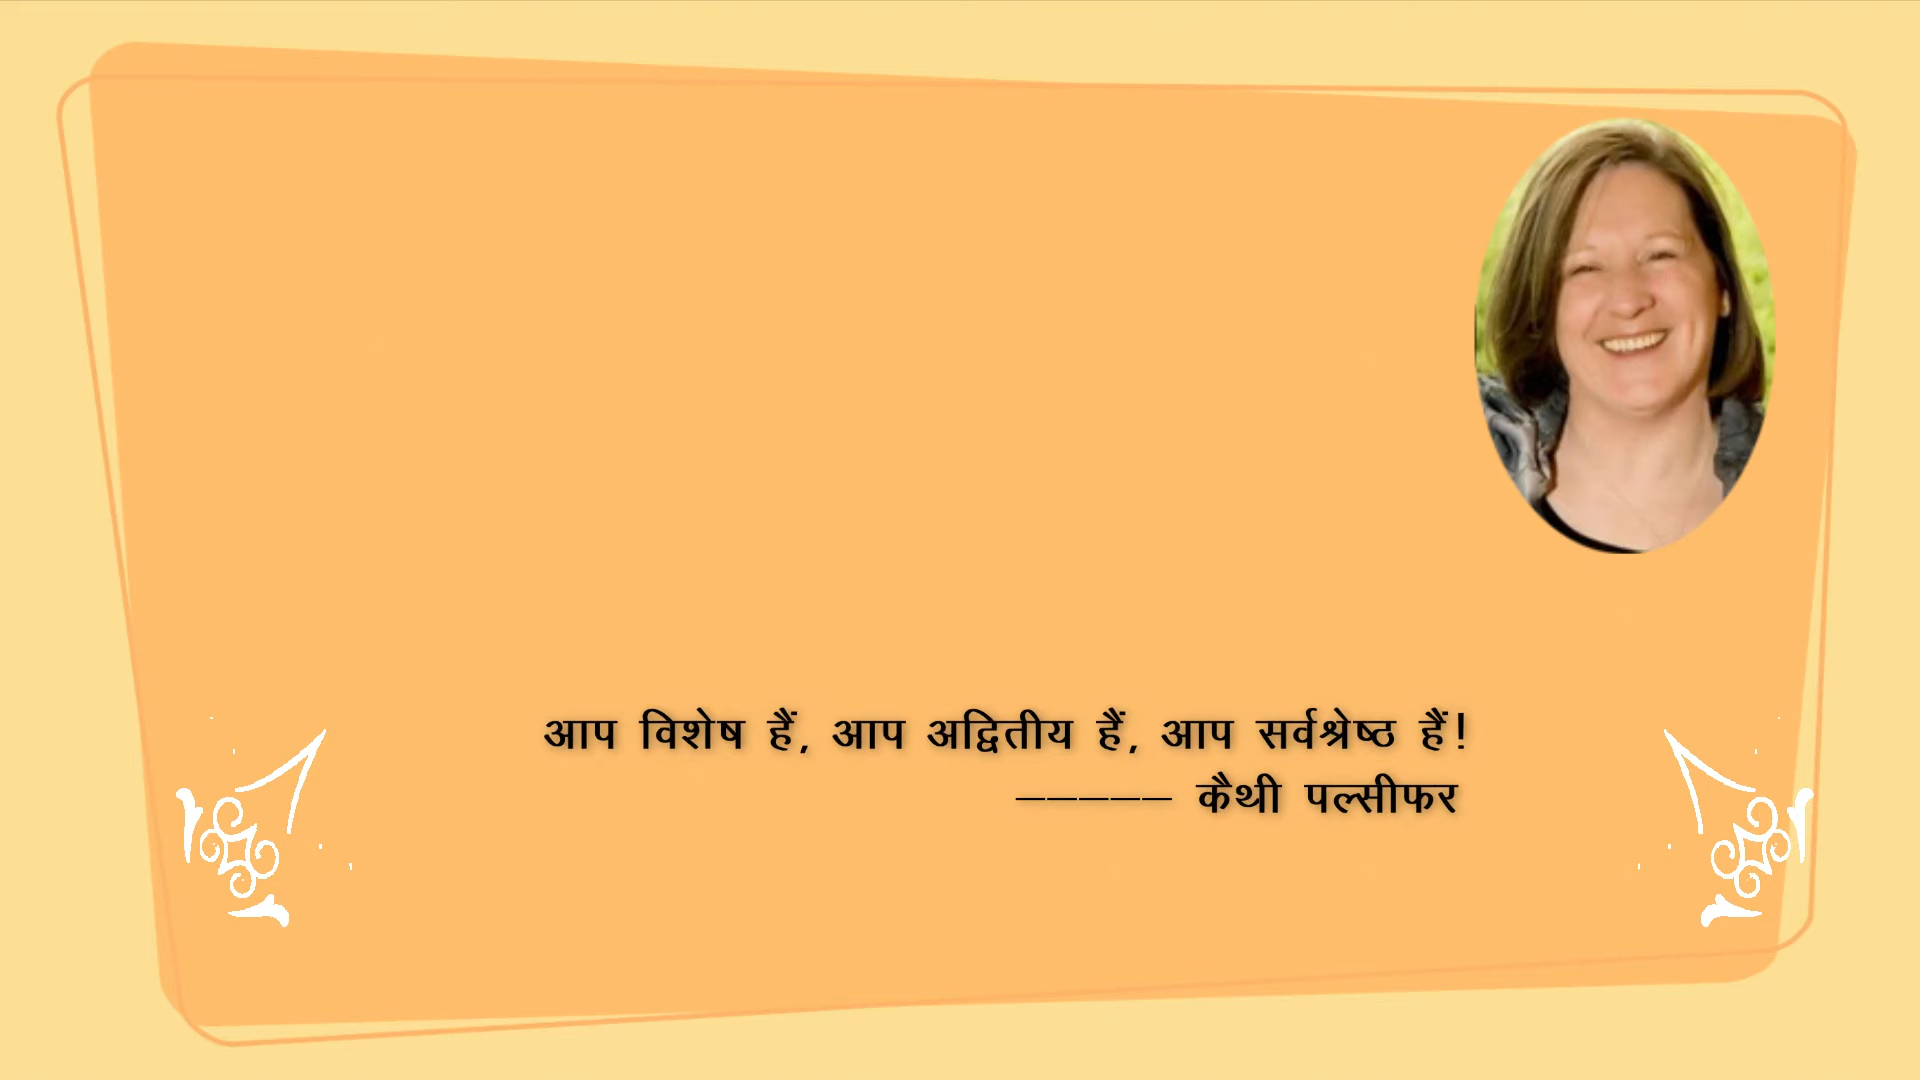 आप विशेष हैं, आप अद्वितीय हैं, आप सर्वश्रेष्ठ हैं!
————— कैथी पल्सीफर